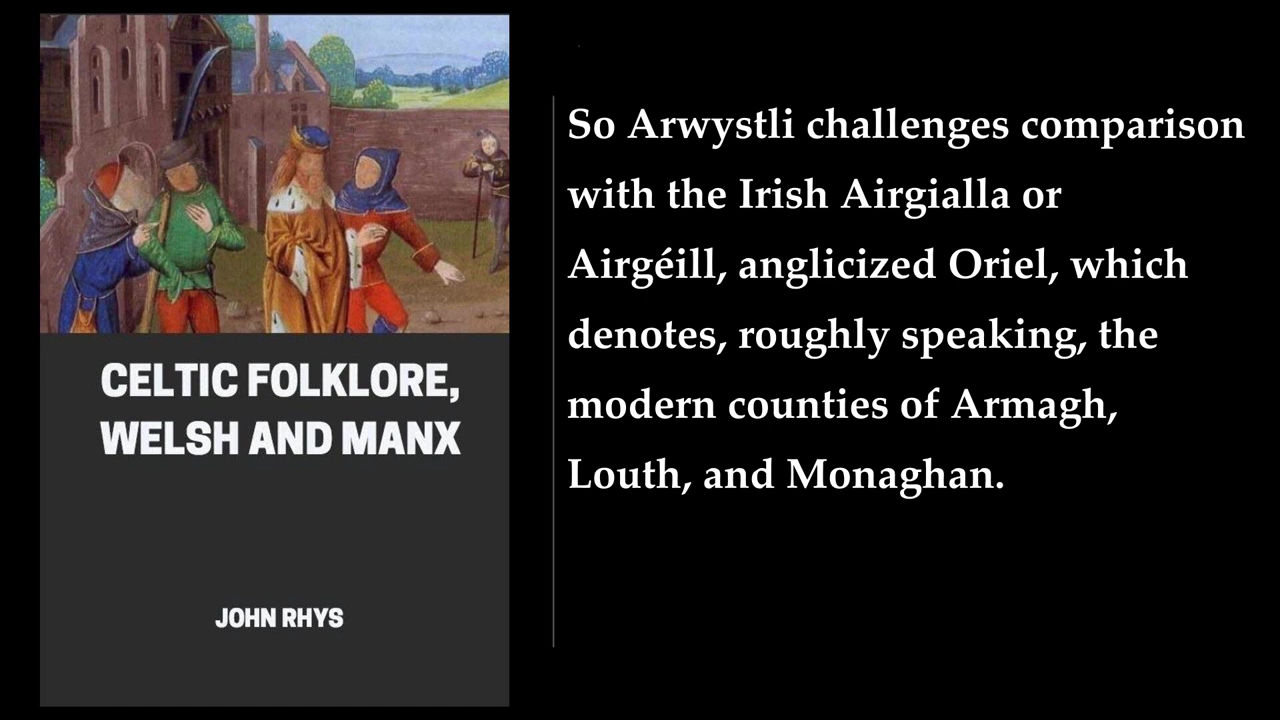 CELTIC FOLKLORE,
WELSH AND MANX
JOHN RHYS
So Arwystli challenges comparison
with the Irish Airgialla or
Airgéill, anglicized Oriel, which
denotes, roughly speaking, the
modern counties of Armagh,
Louth, and Monaghan.